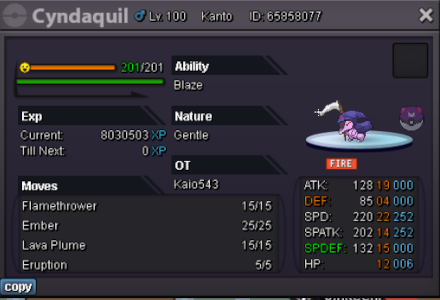 Cyndaquil ♂ Lv. 100 Kanto ID: 65858077
201/201
Ability
Blaze
Exp
Current: 8030503 XP
Till Next: 0 XP
Nature
Gentle
OT
Kaio543
FIRE
Moves
Flamethrower 15/15
Ember 25/25
Lava Plume 15/15
Eruption 5/5
ATK: 128 19 000
DEF: 85 04 000
SPD: 220 22 252
SPATK: 202 14 252
SPDEF: 132 15 000
HP: 12 006
copy